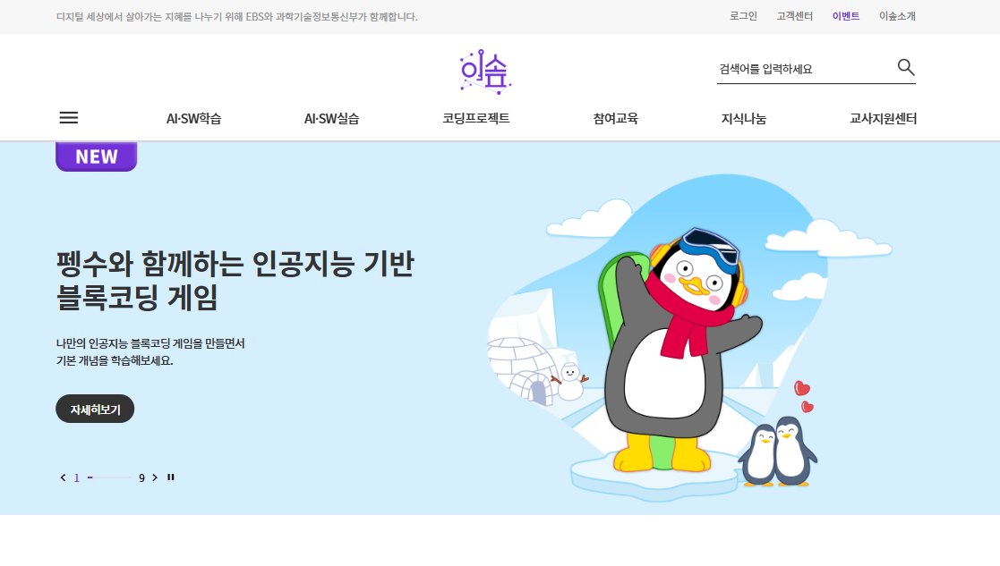 디지털 세상에서 살아가는 지혜를 나누기 위해 EBS와 과학기술정보통신부가 함께합니다.
로그인 고객센터 이벤트 이솦소개
이솦
검색어를 입력하세요
AI·SW학습 AI·SW실습 코딩프로젝트 참여교육 지식나눔 교사지원센터
NEW
펭수와 함께하는 인공지능 기반
블록코딩 게임
나만의 인공지능 블록코딩 게임을 만들면서
기본 개념을 학습해보세요.
자세히보기
1 9